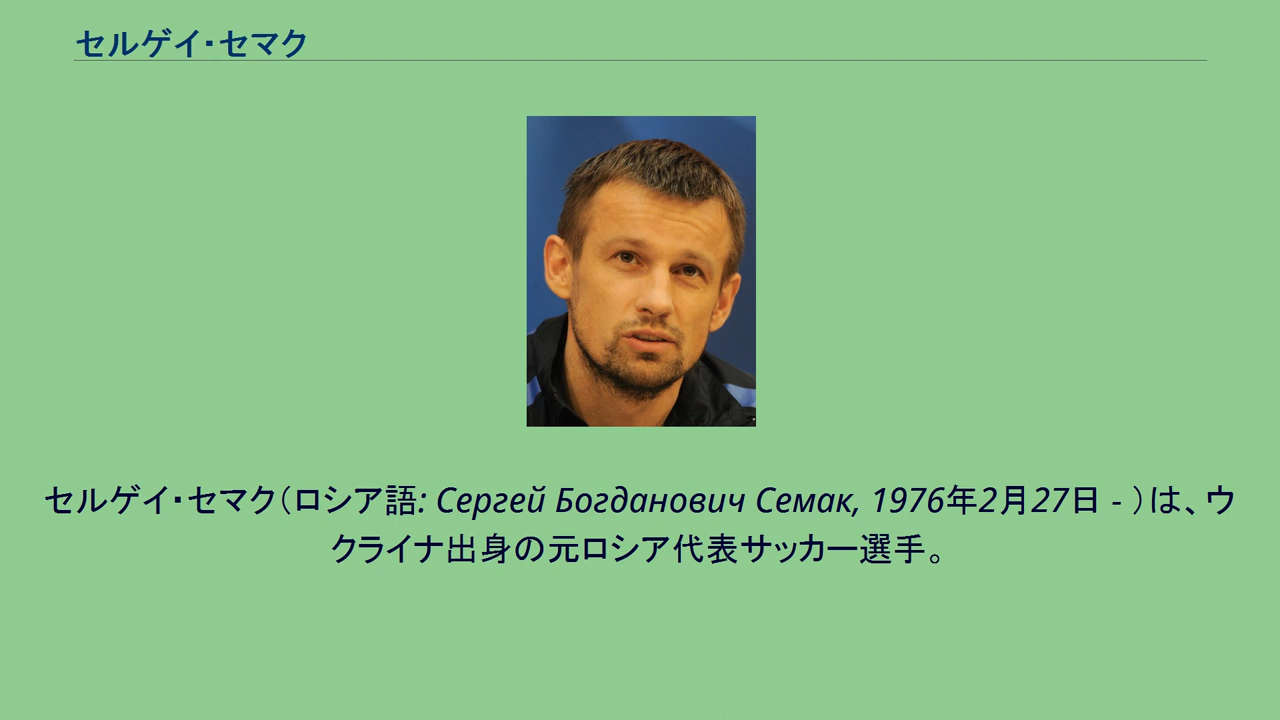 セルゲイ・セマク
セルゲイ・セマク（ロシア語: Сергей Богданович Семак, 1976年2月27日 - ）は、ウ
クライナ出身の元ロシア代表サッカー選手。